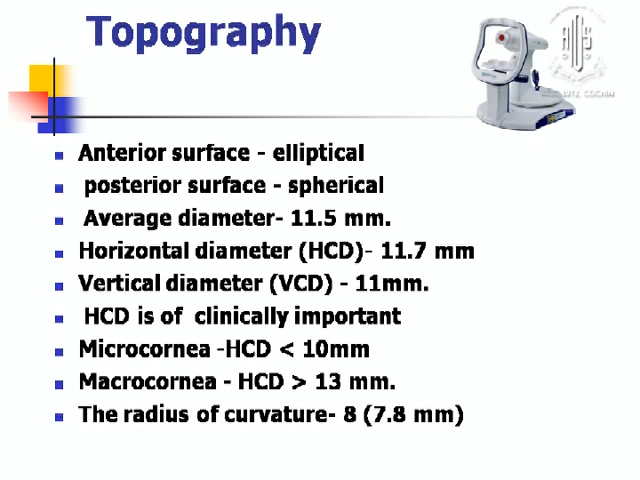 Topography
Anterior surface - elliptical
posterior surface - spherical
Average diameter- 11.5 mm.
Horizontal diameter (HCD)- 11.7 mm
Vertical diameter (VCD) - 11mm.
HCD is of  clinically important
Microcornea -HCD < 10mm
Macrocornea - HCD > 13 mm.
The radius of curvature- 8 (7.8 mm)